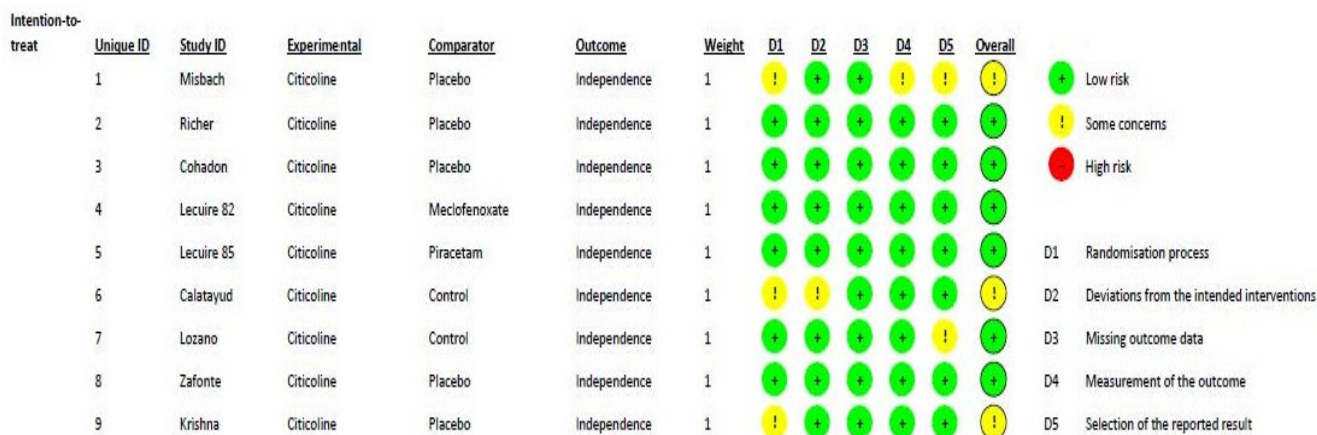 Intention-to-
treat Unique ID Study ID Experimental Comparator Outcome Weight D1 D2 D3 D4 D5 Overall
1 Misbach Citicoline Placebo Independence 1 ! + + ! ! ! + Low risk
2 Richer Citicoline Placebo Independence 1 + + + + + + ! Some concerns
3 Cohadon Citicoline Placebo Independence 1 + + + + + + - High risk
4 Lecuire 82 Citicoline Meclofenoxate Independence 1 + + + + + +
5 Lecuire 85 Citicoline Piracetam Independence 1 + + + + + + D1 Randomisation process
6 Calatayud Citicoline Control Independence 1 ! ! + + + ! D2 Deviations from the intended interventions
7 Lozano Citicoline Control Independence 1 + + + + ! + D3 Missing outcome data
8 Zafonte Citicoline Placebo Independence 1 + + + + + + D4 Measurement of the outcome
9 Krishna Citicoline Placebo Independence 1 ! + + + + ! D5 Selection of the reported result